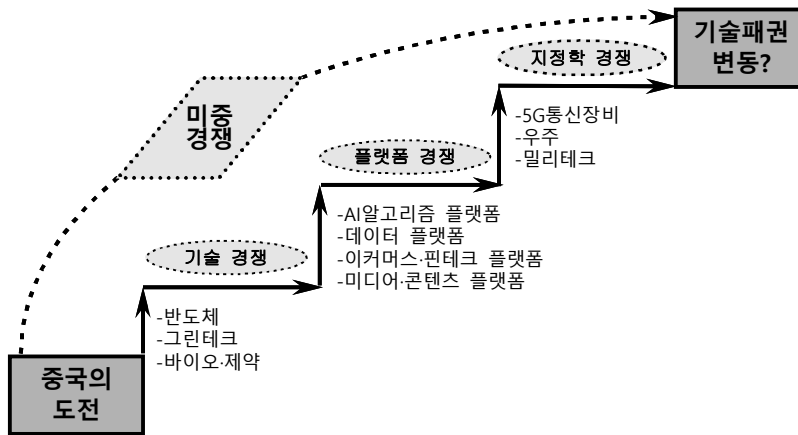 기술패권
변동?
지정학 경쟁
-5G통신장비
-우주
-밀리테크
미중
경쟁
플랫폼 경쟁
-AI알고리즘 플랫폼
-데이터 플랫폼
-이커머스·핀테크 플랫폼
-미디어·콘텐츠 플랫폼
기술 경쟁
-반도체
-그린테크
-바이오·제약
중국의
도전